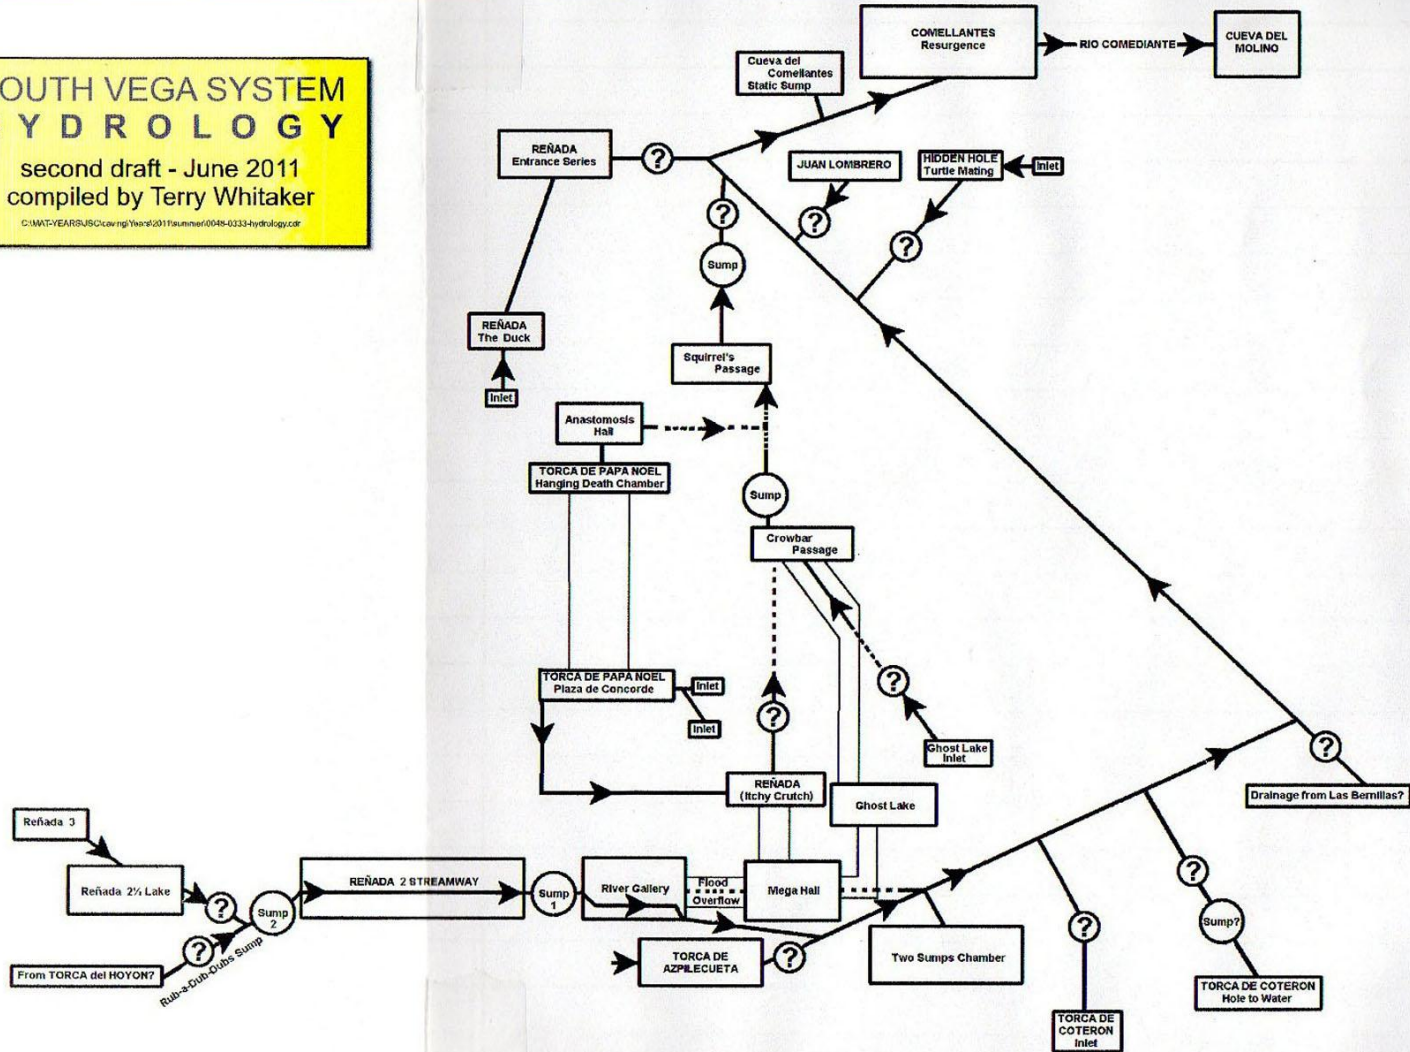 OUTH VEGA SYSTEM
Y D R O L O G Y
second draft - June 2011
compiled by Terry Whitaker
COMELLANTES
Resurgence
RIO COMEDIANTE
CUEVA DEL
MOLINO
Cueva del
Comellantes
Static Sump
REÑADA
Entrance Series
?
JUAN LOMBRERO
?
HIDDEN HOLE
Turtle Mating
Inlet
?
?
Sump
REÑADA
The Duck
Inlet
Squirrel's
Passage
Anastomosis
Hall
TORCA DE PAPA NOEL
Hanging Death Chamber
Sump
Crowbar
Passage
TORCA DE PAPA NOEL
Plaza de Concorde
Inlet
Inlet
?
?
Ghost Lake
Inlet
REÑADA
(Itchy Crutch)
Ghost Lake
?
Drainage from Las Bernillas?
Reñada 3
Reñada 2½ Lake
?
Sump
2
?
From TORCA del HOYON?
Rub-a-Dub-Dubs Sump
REÑADA 2 STREAMWAY
Sump
1
River Gallery
Flood
Overflow
Mega Hall
TORCA DE
AZPILECUETA
?
Two Sumps Chamber
?
TORCA DE
COTERON
Inlet
?
Sump?
TORCA DE COTERON
Hole to Water